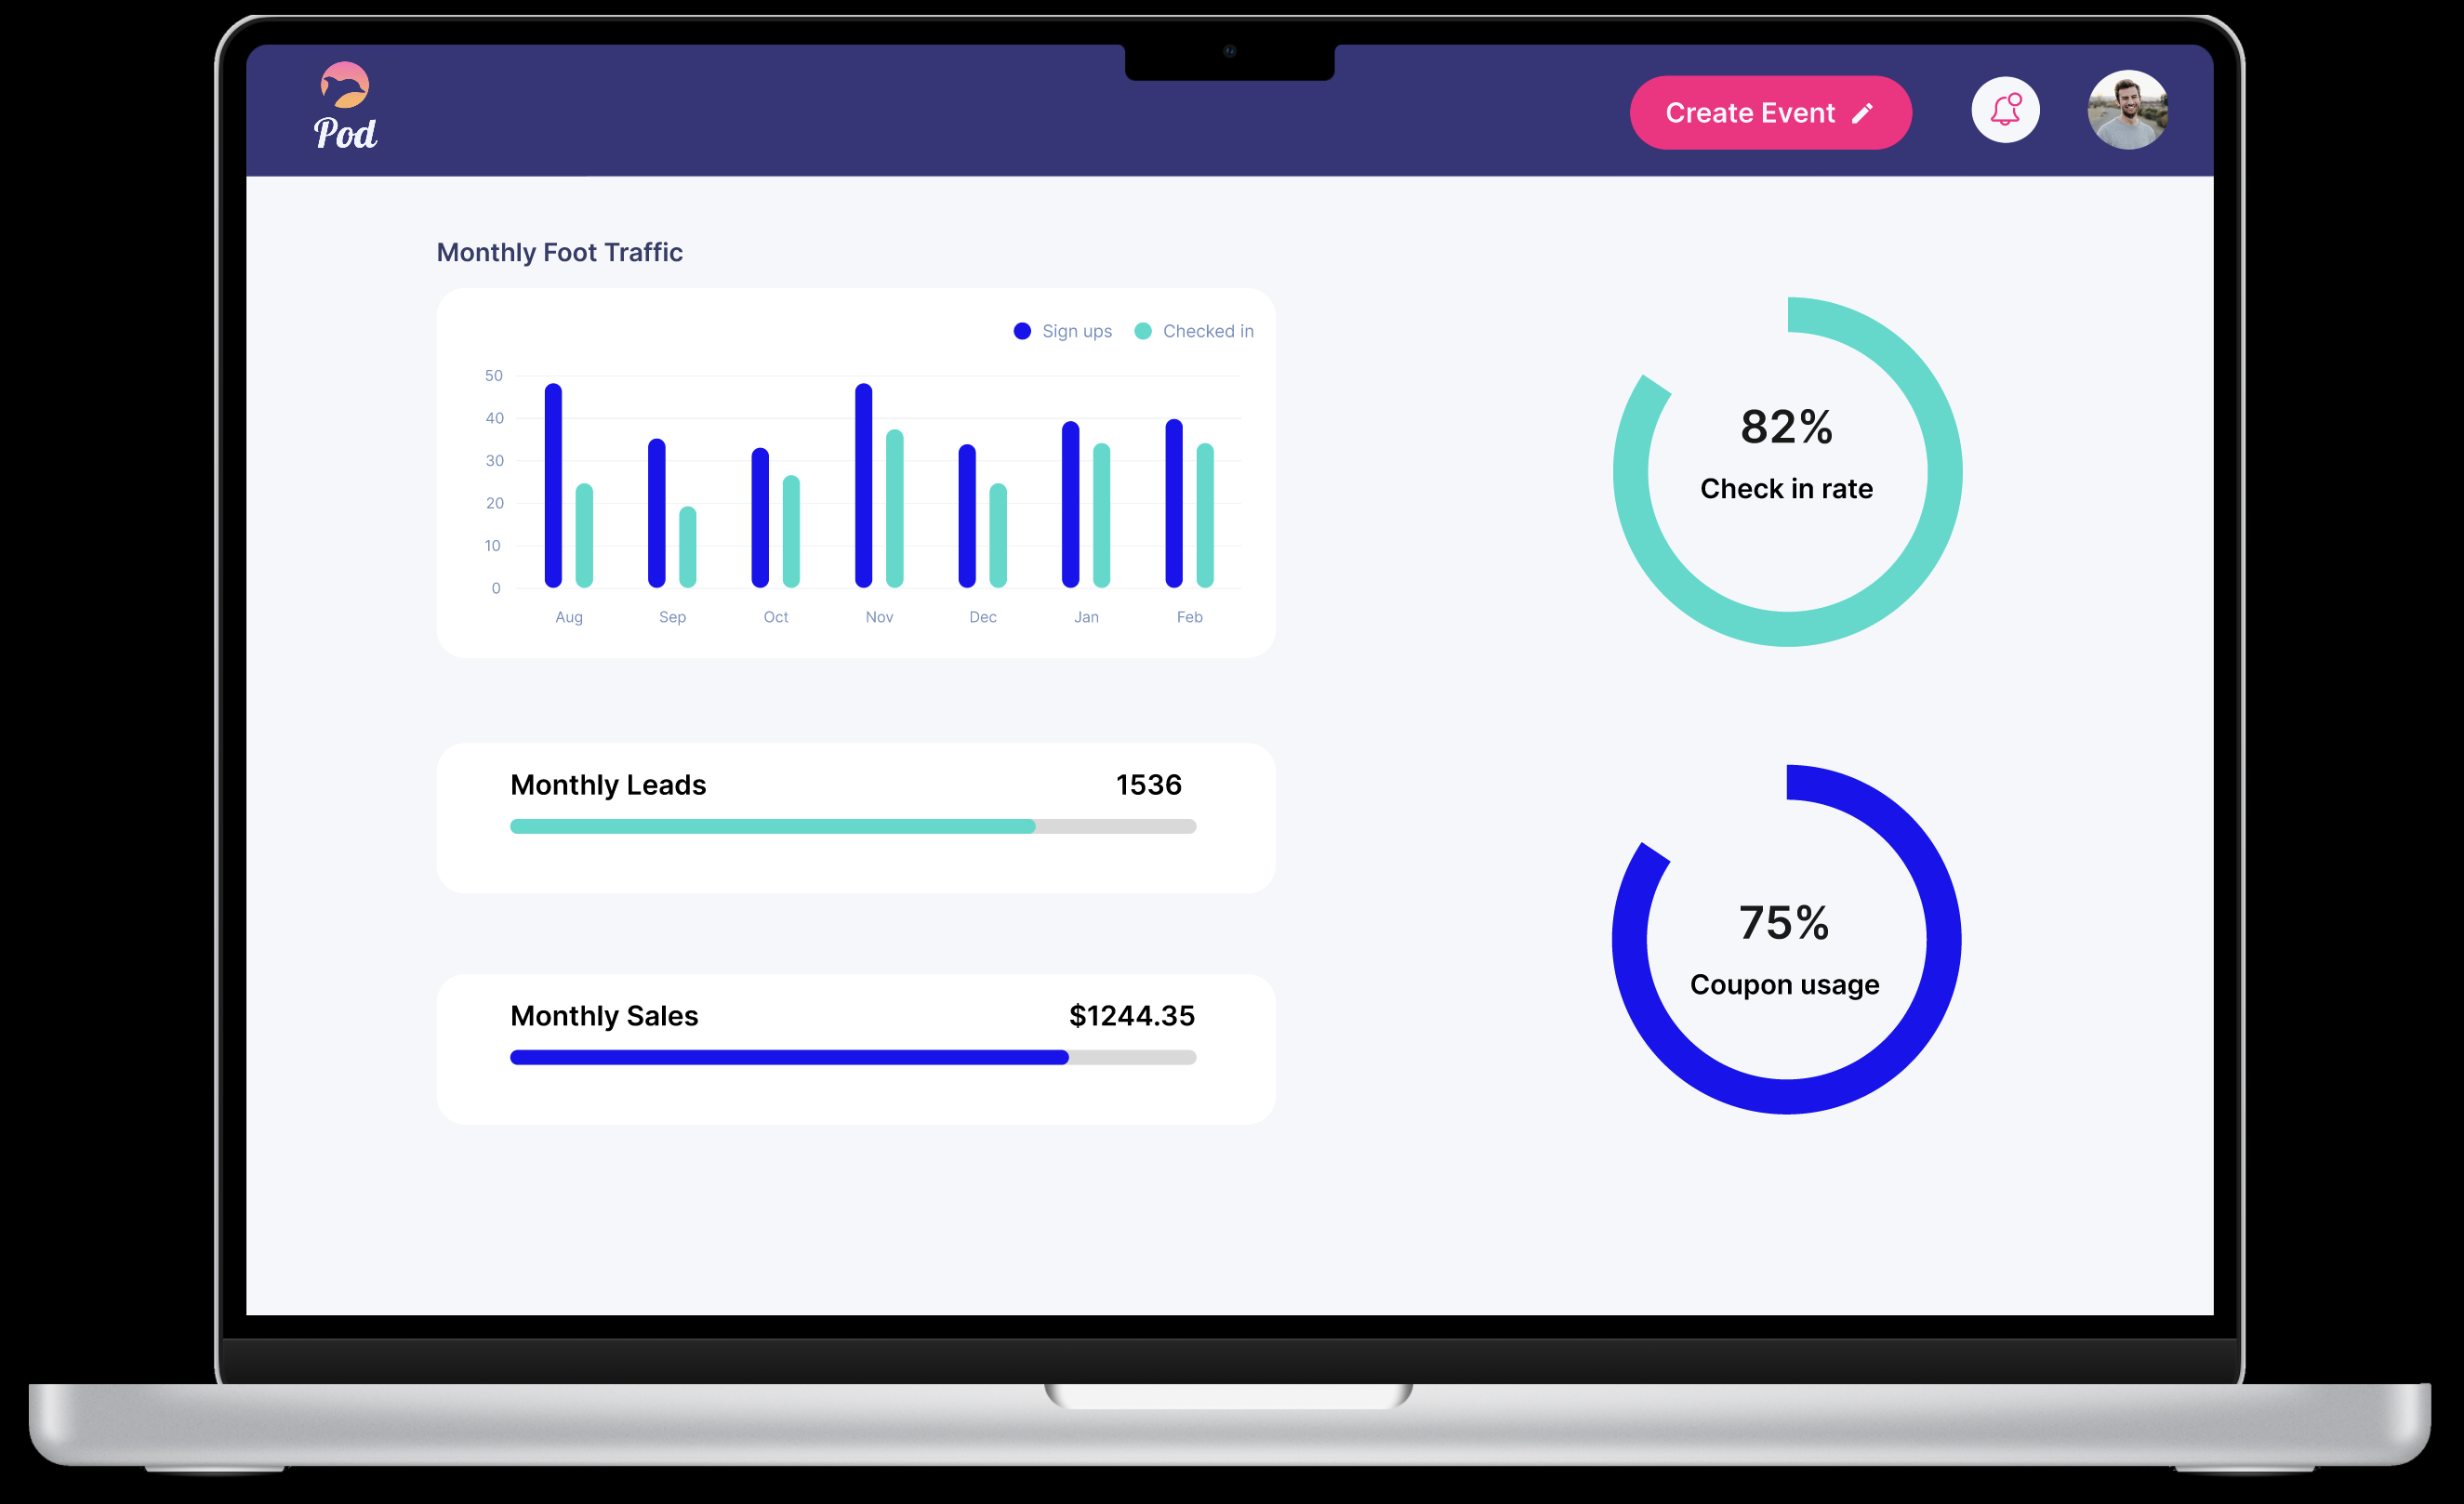 Pod
Create Event
Monthly Foot Traffic
Sign ups Checked in
50
40
30
20
10
0
Aug Sep Oct Nov Dec Jan Feb
82%
Check in rate
Monthly Leads 1536
75%
Coupon usage
Monthly Sales $1244.35